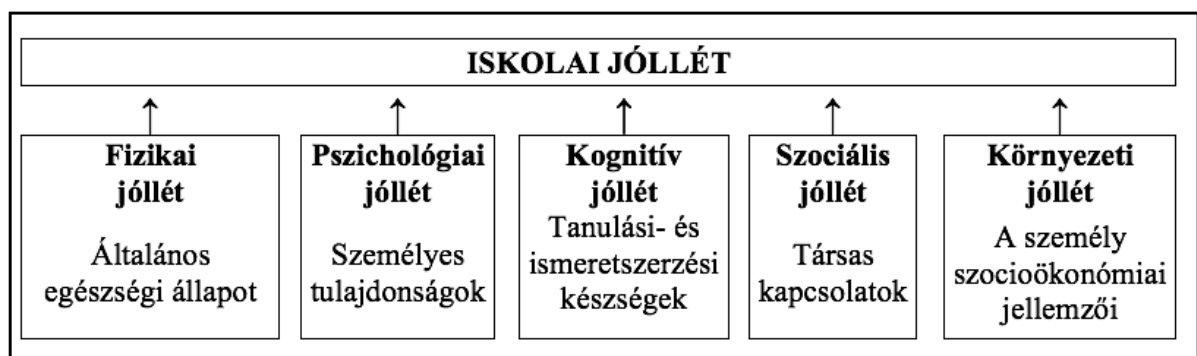 ISKOLAI JÓLLÉT
Fizikai
jóllét
Általános
egészségi állapot
Pszichológiai
jóllét
Személyes
tulajdonságok
Kognitív
jóllét
Tanulási- és
ismeretszerzési
készségek
Szociális
jóllét
Társas
kapcsolatok
Környezeti
jóllét
A személy
szocioökonómiai
jellemzői